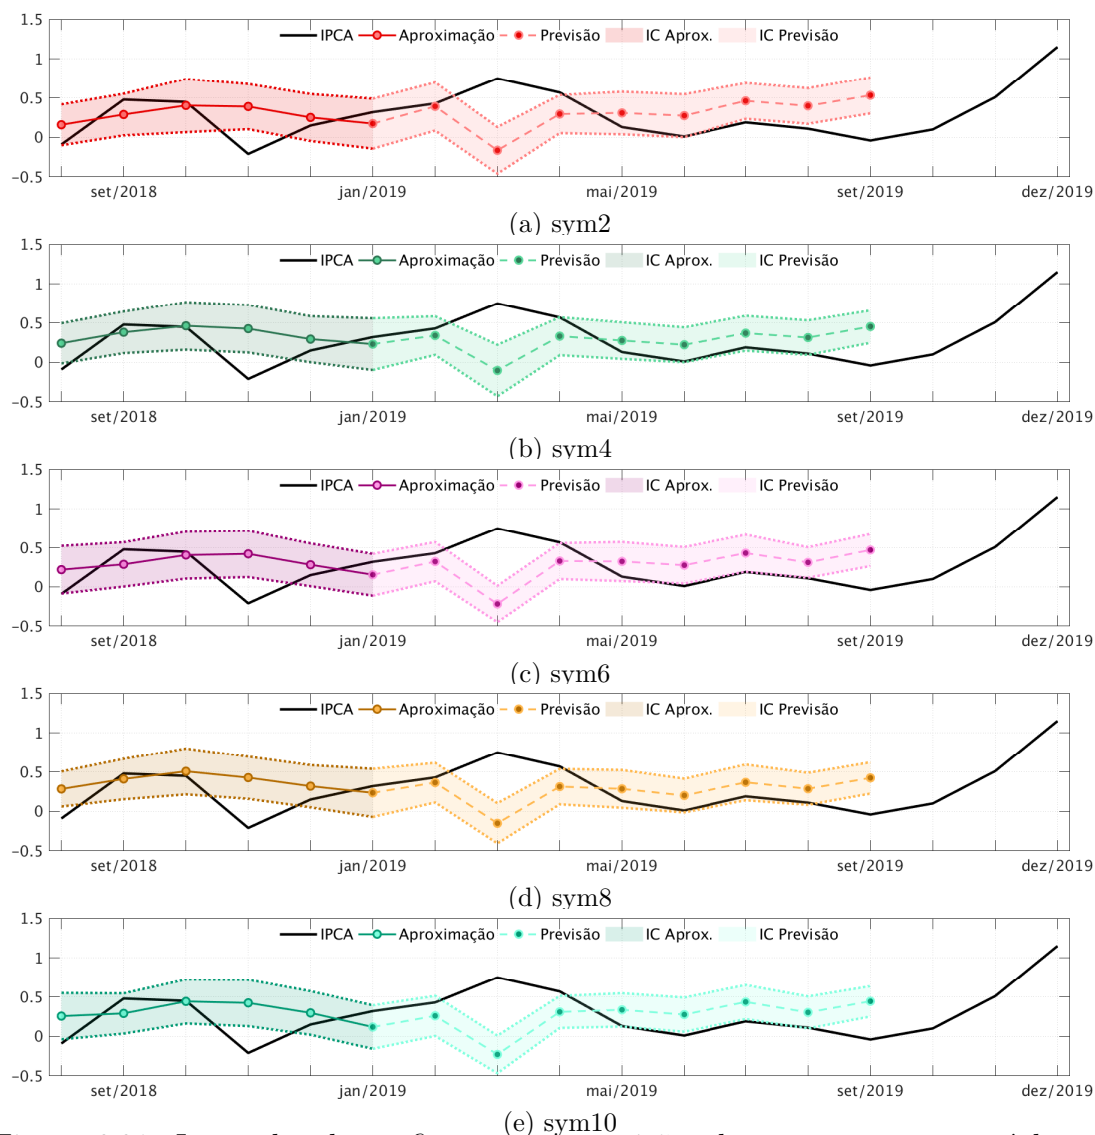 1.5
IPCA Aproximação Previsão IC Aprox. IC Previsão
1
0.5
0
−0.5
set/2018 jan/2019 mai/2019 set/2019 dez/2019
(a) sym2
1.5
IPCA Aproximação Previsão IC Aprox. IC Previsão
1
0.5
0
−0.5
set/2018 jan/2019 mai/2019 set/2019 dez/2019
(b) sym4
1.5
IPCA Aproximação Previsão IC Aprox. IC Previsão
1
0.5
0
−0.5
set/2018 jan/2019 mai/2019 set/2019 dez/2019
(c) sym6
1.5
IPCA Aproximação Previsão IC Aprox. IC Previsão
1
0.5
0
−0.5
set/2018 jan/2019 mai/2019 set/2019 dez/2019
(d) sym8
1.5
IPCA Aproximação Previsão IC Aprox. IC Previsão
1
0.5
0
−0.5
set/2018 jan/2019 mai/2019 set/2019 dez/2019
(e) sym10